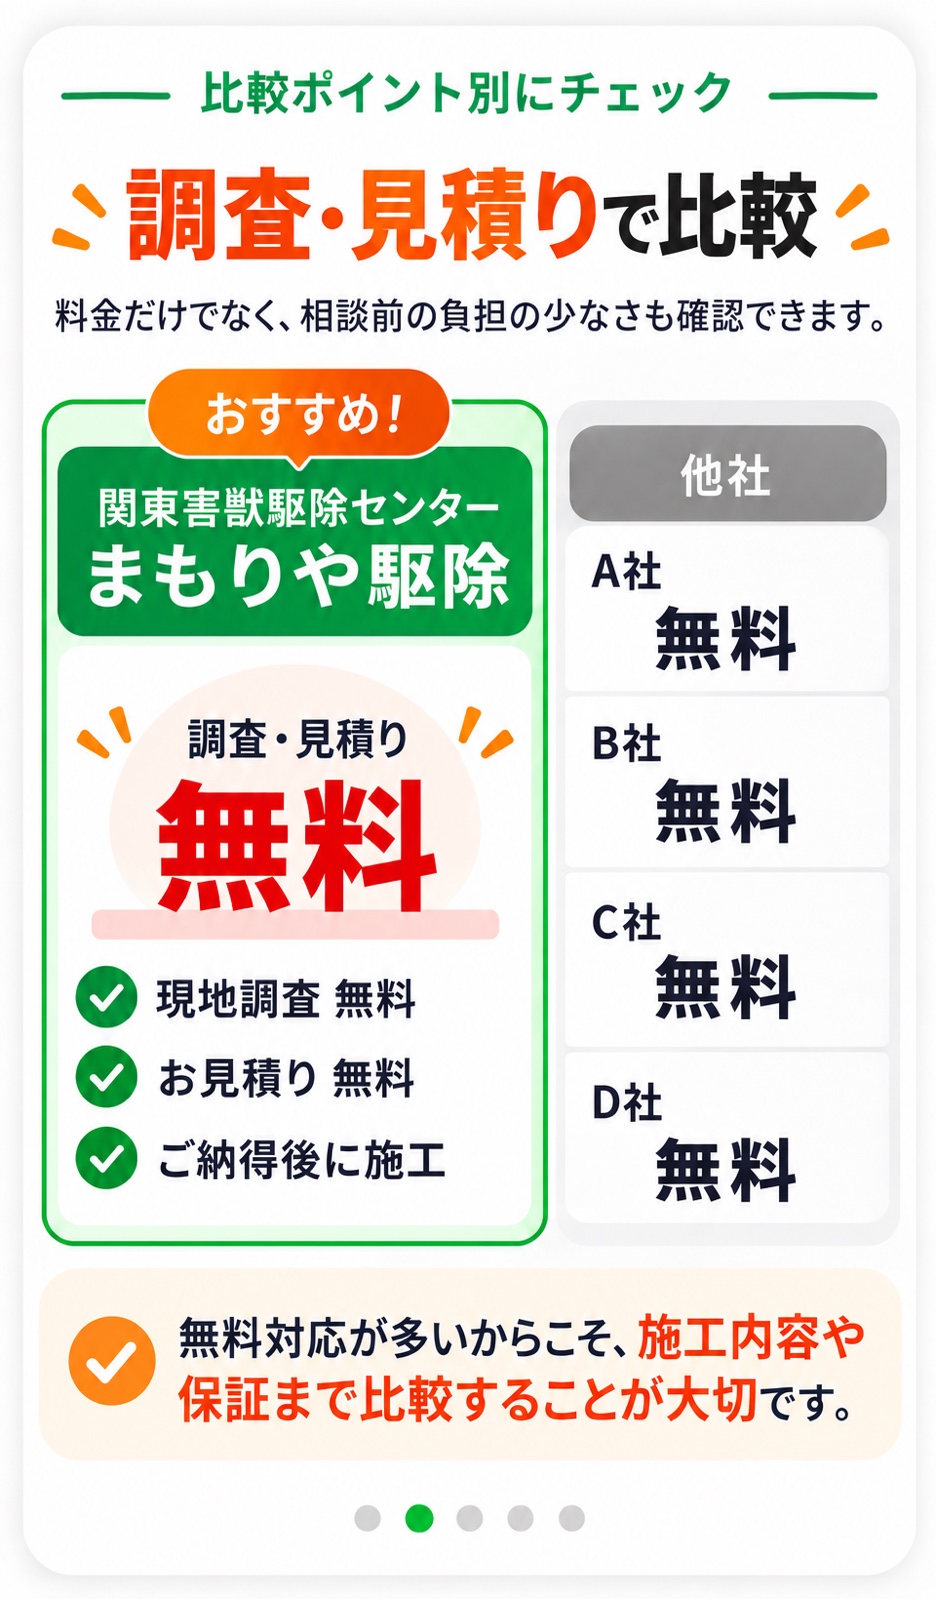 比較ポイント別にチェック
調査・見積りで比較
料金だけでなく、相談前の負担の少なさも確認できます。
おすすめ！
関東害獣駆除センター
まもりや駆除
調査・見積り
無料
現地調査 無料
お見積り 無料
ご納得後に施工
他社
A社
無料
B社
無料
C社
無料
D社
無料
無料対応が多いからこそ、施工内容や
保証まで比較することが大切です。